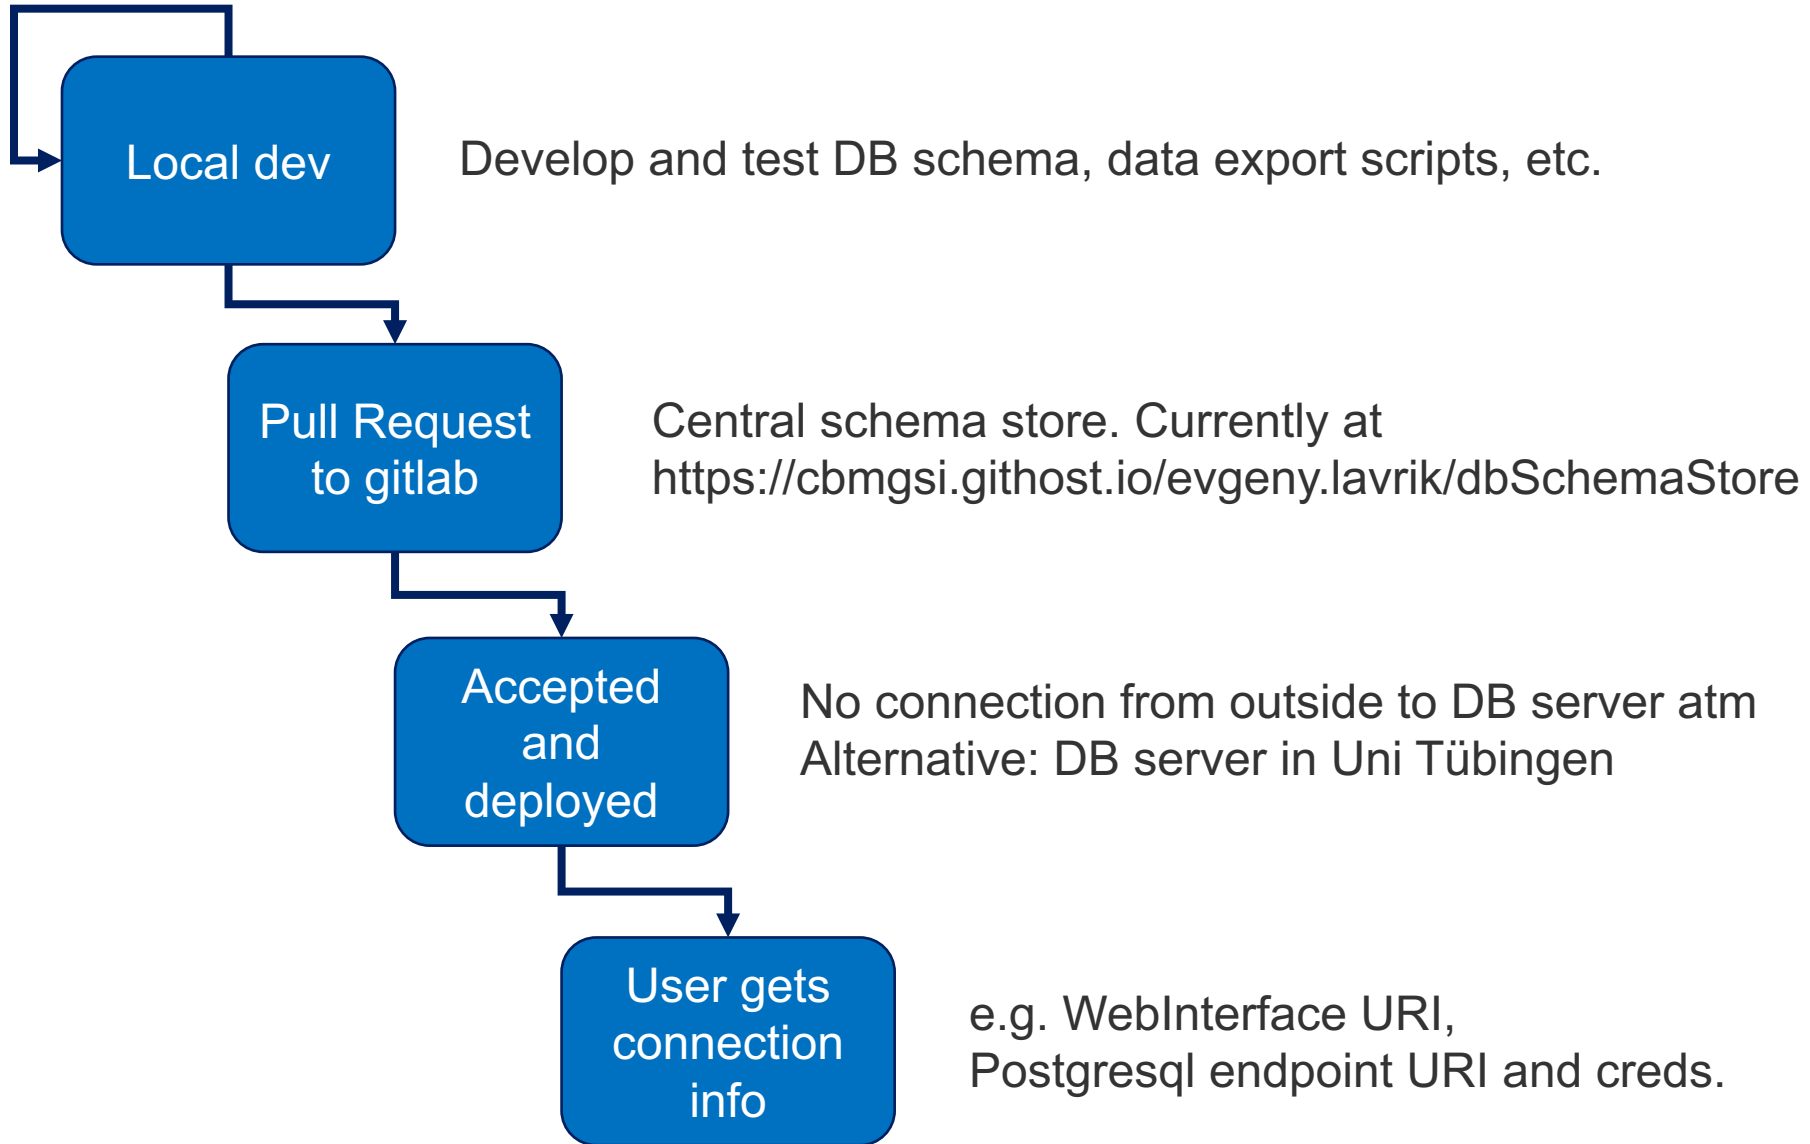 Local dev
Develop and test DB schema, data export scripts, etc.
Pull Request
to gitlab
Central schema store. Currently at
https://cbmgsi.githost.io/evgeny.lavrik/dbSchemaStore
Accepted
and
deployed
No connection from outside to DB server atm
Alternative: DB server in Uni Tübingen
User gets
connection
info
e.g. WebInterface URI,
Postgresql endpoint URI and creds.